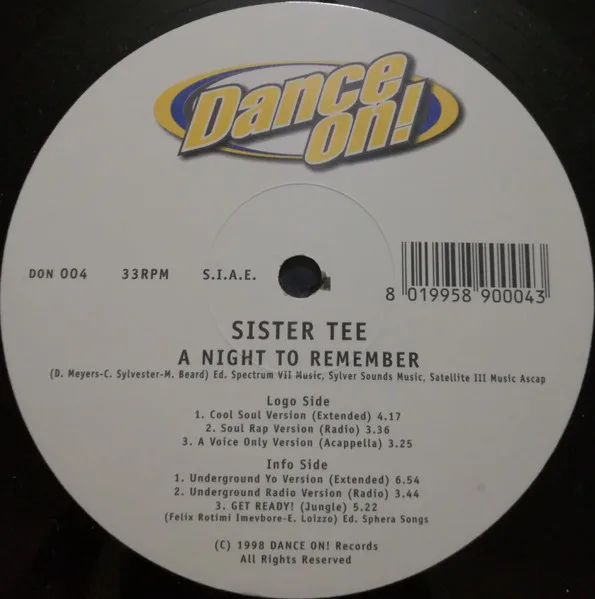 Dance
on!
DON 004 33RPM S.I.A.E.
8 019958 900043
SISTER TEE
A NIGHT TO REMEMBER
(D. Meyers-C. Sylvester-M. Beard) Ed. Spectrum VII Music, Sylver Sounds Music, Satellite III Music Ascap
Logo Side
1. Cool Soul Version (Extended) 4.17
2. Soul Rap Version (Radio) 3.36
3. A Voice Only Version (Acappella) 3.25
Info Side
1. Underground Yo Version (Extended) 6.54
2. Underground Radio Version (Radio) 3.44
3. GET READY! (Jungle) 5.22
(Felix Rotimi Imevbore-E. Loizzo) Ed. Sphera Songs
(C) 1998 DANCE ON! Records
All Rights Reserved